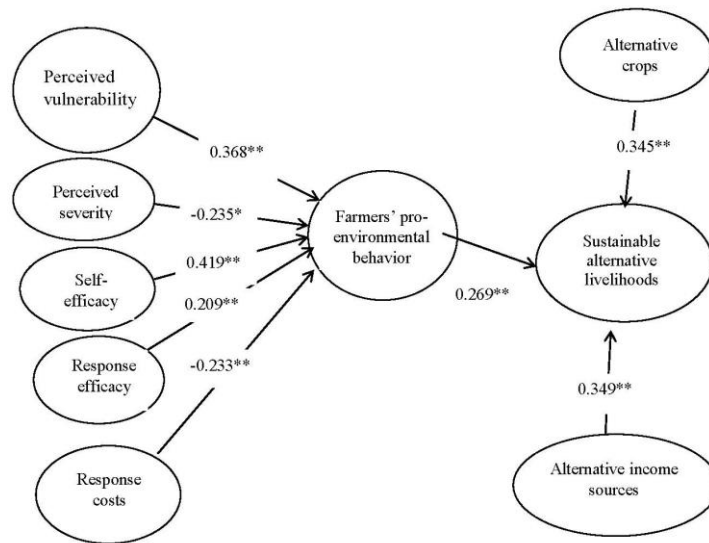 Perceived
vulnerability
0.368**
Perceived
severity
-0.235*
Self-
efficacy
0.419**
Response
efficacy
0.209**
Response
costs
-0.233**
Farmers' pro-
environmental
behavior
0.269**
Alternative
crops
0.345**
Sustainable
alternative
livelihoods
0.349**
Alternative income
sources